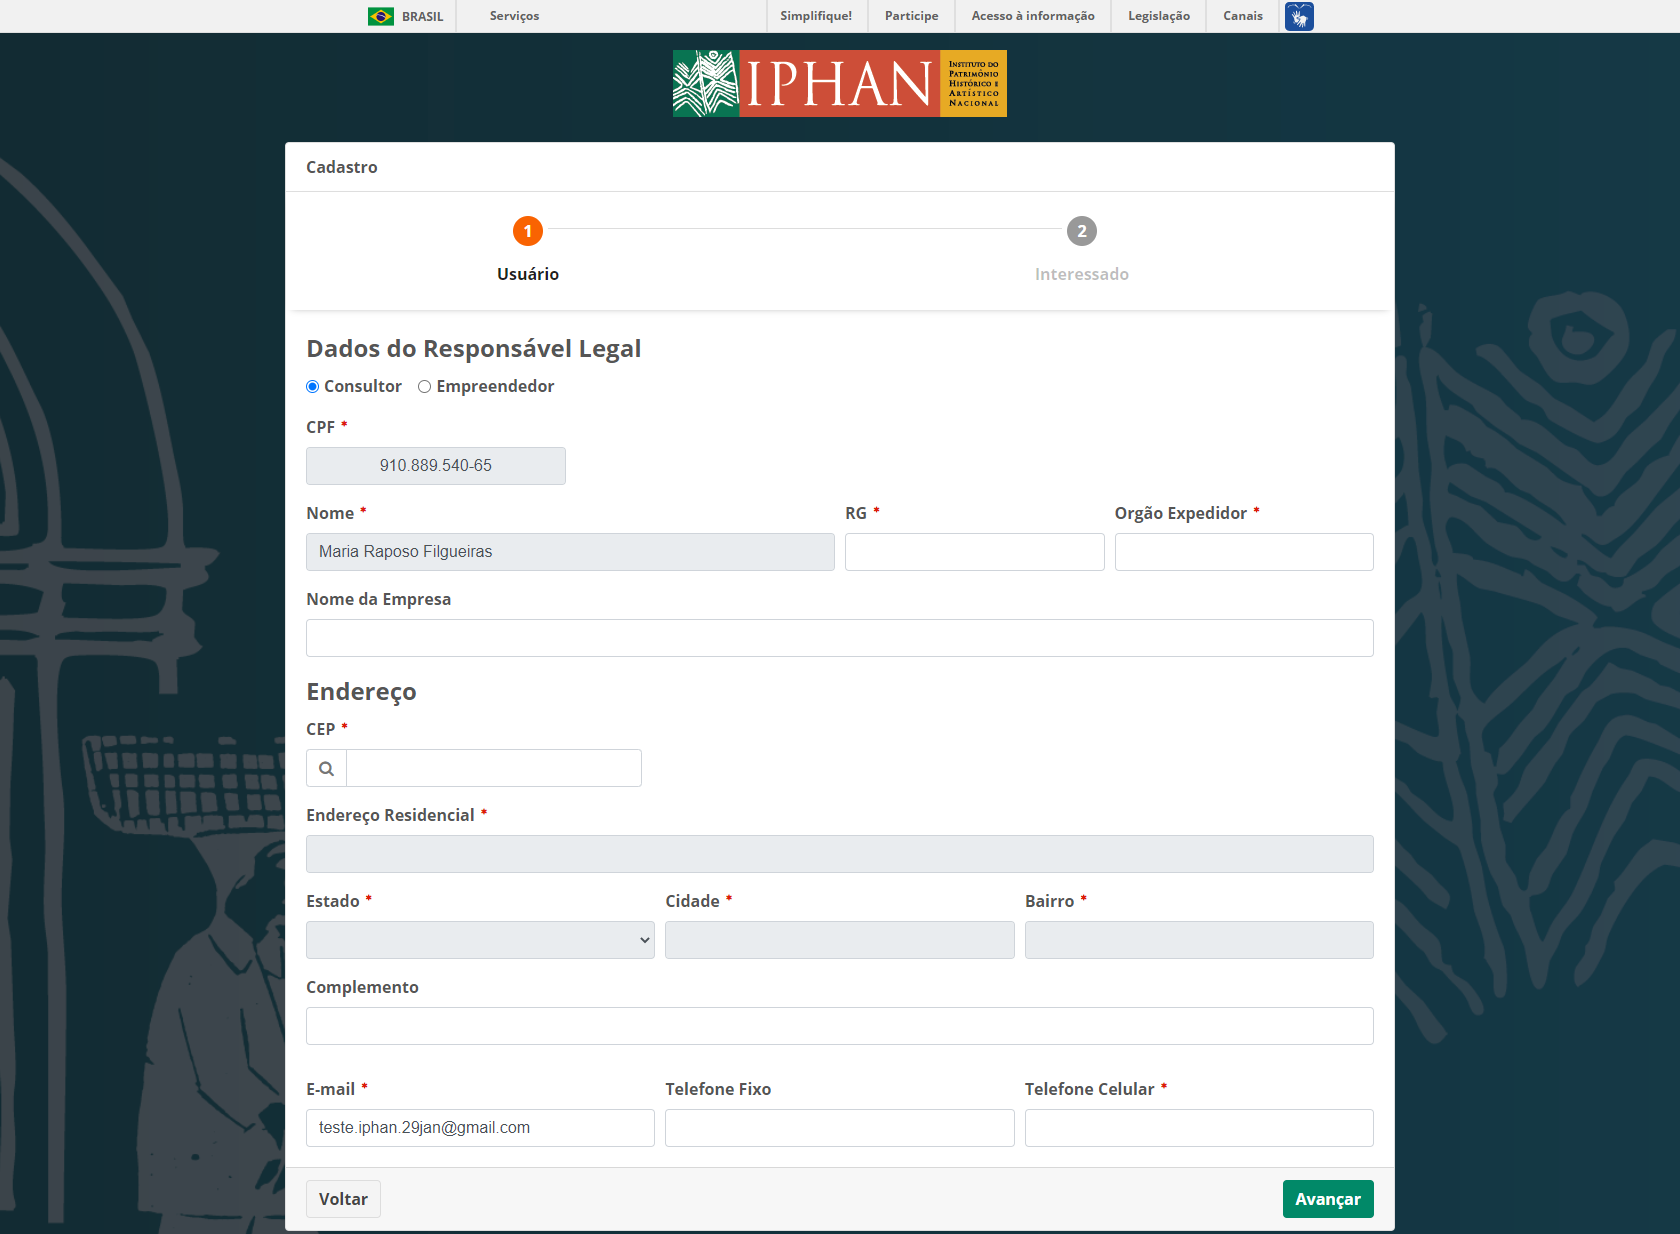 BRASIL Serviços Simplifique! Participe Acesso à informação Legislação Canais
IPHAN
INSTITUTO DO
PATRIMÔNIO
HISTÓRICO E
ARTÍSTICO
NACIONAL
Cadastro
1 2
Usuário Interessado
Dados do Responsável Legal
Consultor Empreendedor
CPF *
910.889.540-65
Nome * RG * Orgão Expedidor *
Maria Raposo Filgueiras
Nome da Empresa
Endereço
CEP *
Endereço Residencial *
Estado * Cidade * Bairro *
Complemento
E-mail * Telefone Fixo Telefone Celular *
teste.iphan.29jan@gmail.com
Voltar Avançar